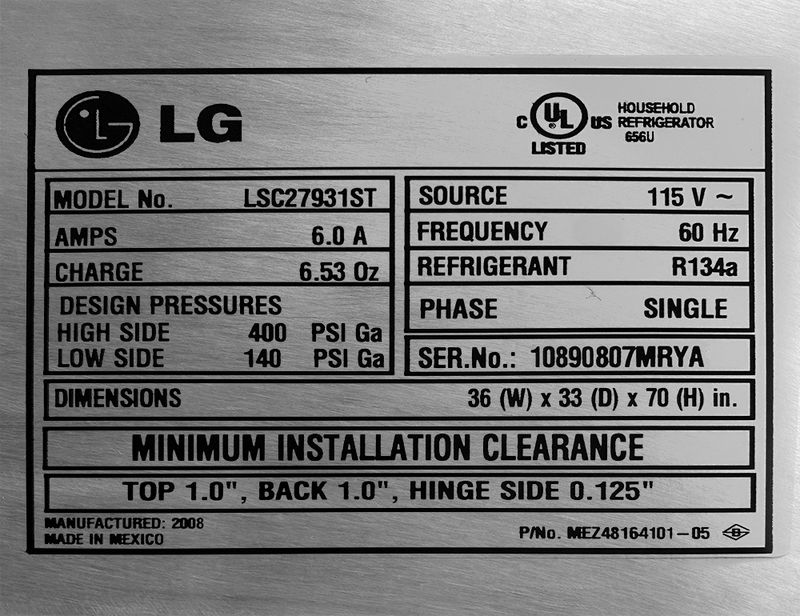 LG
c UL ® US LISTED
HOUSEHOLD
REFRIGERATOR
656U
MODEL No. LSC27931ST
AMPS 6.0 A
CHARGE 6.53 Oz
DESIGN PRESSURES
HIGH SIDE 400 PSI Ga
LOW SIDE 140 PSI Ga
SOURCE 115 V ~
FREQUENCY 60 Hz
REFRIGERANT R134a
PHASE SINGLE
SER.No.: 10890807MRYA
DIMENSIONS 36 (W) x 33 (D) x 70 (H) in.
MINIMUM INSTALLATION CLEARANCE
TOP 1.0", BACK 1.0", HINGE SIDE 0.125"
MANUFACTURED: 2008
MADE IN MEXICO
P/No. MEZ48164101-05